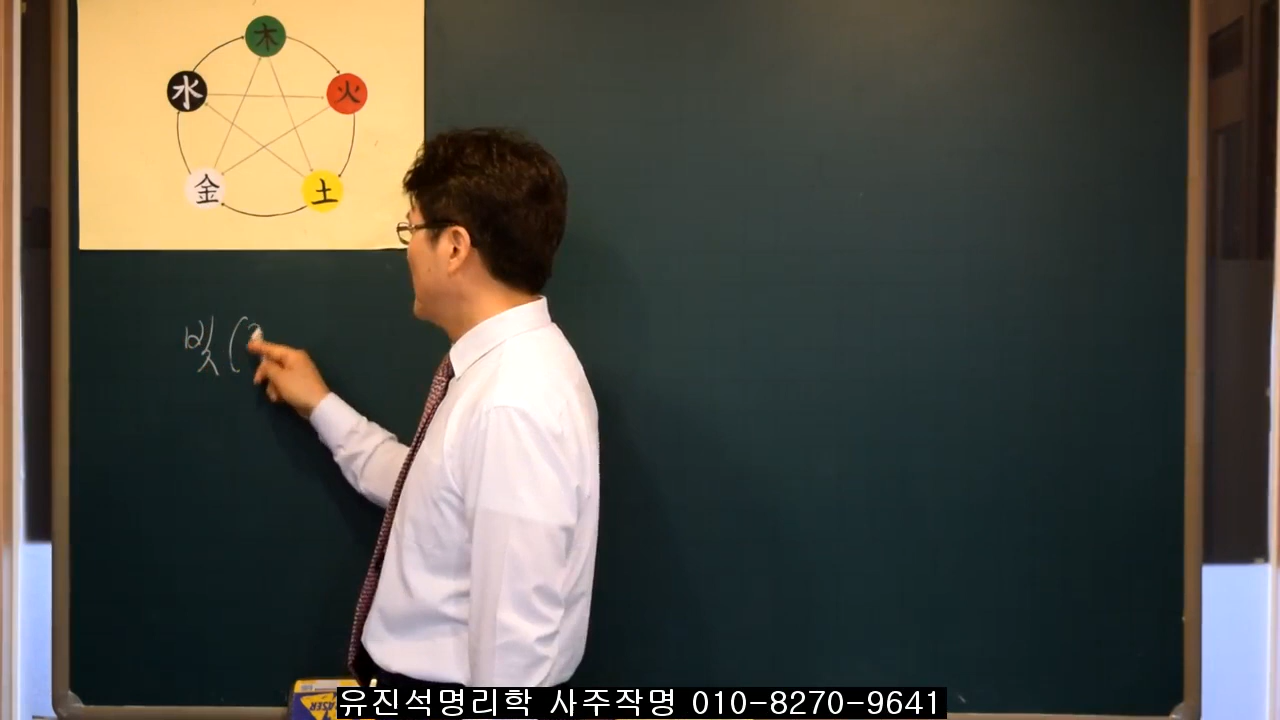 木
水 火
金 土
빛 (
LASER
유진석명리학 사주작명 010-8270-9641